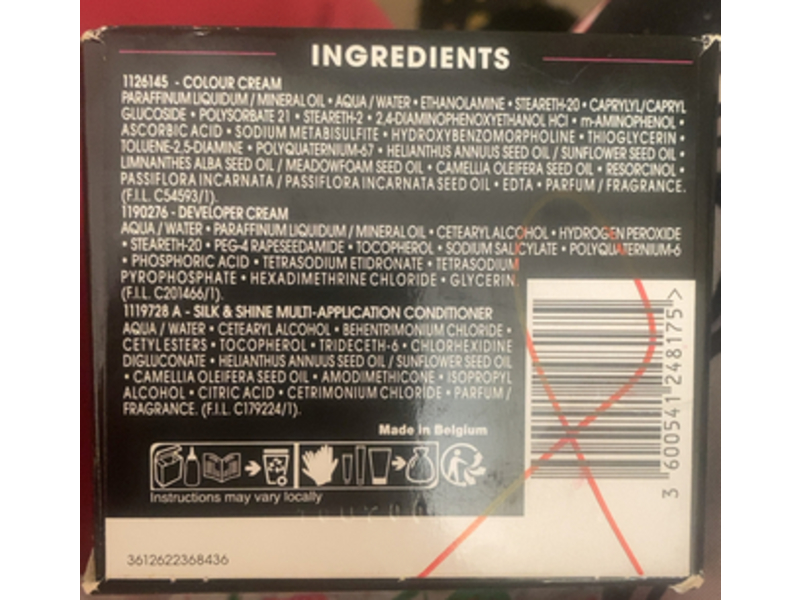 INGREDIENTS
1126145 - COLOUR CREAM
PARAFFINUM LIQUIDUM / MINERAL OIL • AQUA / WATER • ETHANOLAMINE • STEARETH-20 • CAPRYLYL/CAPRYL
GLUCOSIDE • POLYSORBATE 21 • STEARETH-2 • 2,4-DIAMINOPHENOXYETHANOL HCl • m-AMINOPHENOL •
ASCORBIC ACID • SODIUM METABISULFITE • HYDROXYBENZOMORPHOLINE • THIOGLYCERIN •
TOLUENE-2,5-DIAMINE • POLYQUATERNIUM-67 • HELIANTHUS ANNUUS SEED OIL / SUNFLOWER SEED OIL •
LIMNANTHES ALBA SEED OIL / MEADOWFOAM SEED OIL • CAMELLIA OLEIFERA SEED OIL • RESORCINOL •
PASSIFLORA INCARNATA / PASSIFLORA INCARNATA SEED OIL • EDTA • PARFUM / FRAGRANCE.
(F.I.L. C54593/1).
1190276 - DEVELOPER CREAM
AQUA / WATER • PARAFFINUM LIQUIDUM / MINERAL OIL • CETEARYL ALCOHOL • HYDROGEN PEROXIDE
• STEARETH-20 • PEG-4 RAPESEEDAMIDE • TOCOPHEROL • SODIUM SALICYLATE • POLYQUATERNIUM-6
• PHOSPHORIC ACID • TETRASODIUM ETIDRONATE • TETRASODIUM
PYROPHOSPHATE • HEXADIMETHRINE CHLORIDE • GLYCERIN.
(F.I.L. C201466/1).
1119728 A - SILK & SHINE MULTI-APPLICATION CONDITIONER
AQUA / WATER • CETEARYL ALCOHOL • BEHENTRIMONIUM CHLORIDE •
CETYL ESTERS • TOCOPHEROL • TRIDECETH-6 • CHLORHEXIDINE
DIGLUCONATE • HELIANTHUS ANNUUS SEED OIL / SUNFLOWER SEED OIL
• CAMELLIA OLEIFERA SEED OIL • AMODIMETHICONE • ISOPROPYL
ALCOHOL • CITRIC ACID • CETRIMONIUM CHLORIDE • PARFUM /
FRAGRANCE. (F.I.L. C179224/1).
Made in Belgium
Instructions may vary locally
3612622368436
3 600541 248175 >